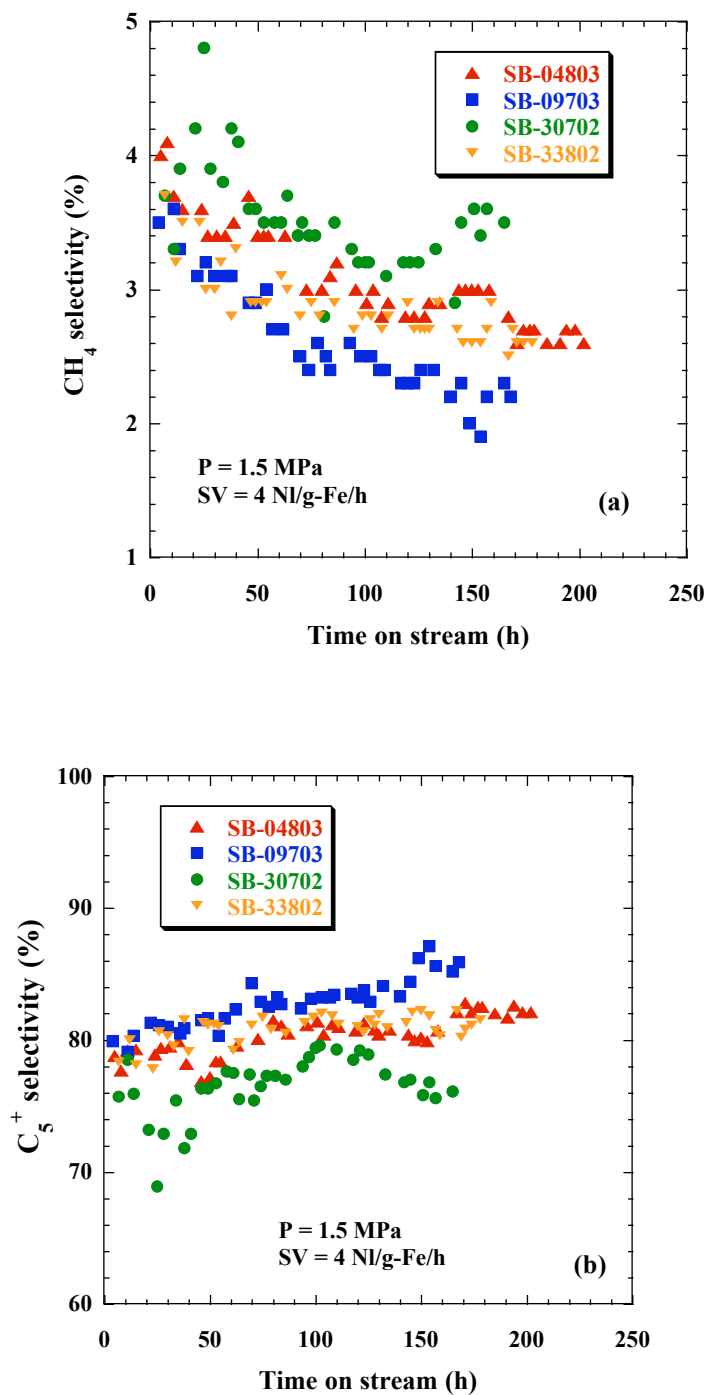 5
4
3
2
1
CH4 selectivity (%)
SB-04803
SB-09703
SB-30702
SB-33802
P = 1.5 MPa
SV = 4 Nl/g-Fe/h
(a)
0 50 100 150 200 250
Time on stream (h)
100
90
80
70
60
C5+ selectivity (%)
SB-04803
SB-09703
SB-30702
SB-33802
P = 1.5 MPa
SV = 4 Nl/g-Fe/h
(b)
0 50 100 150 200 250
Time on stream (h)